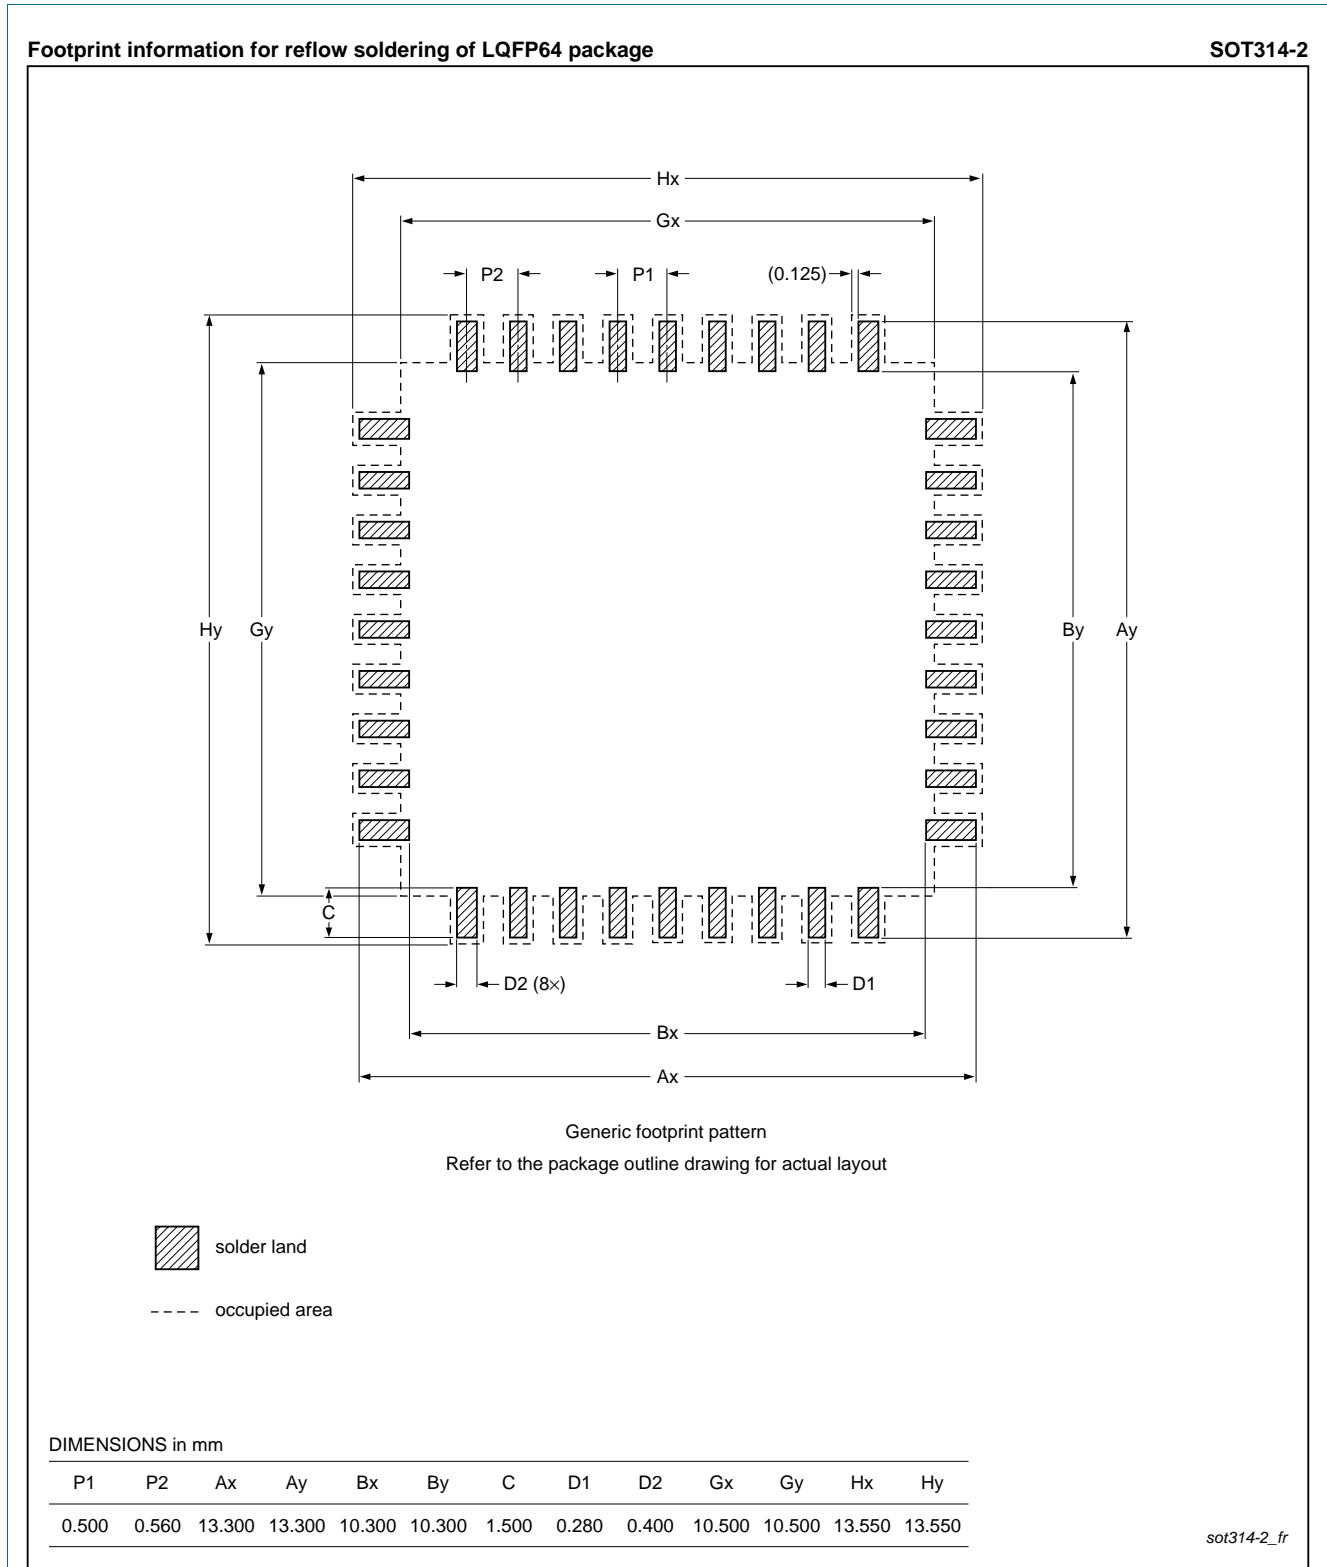 Footprint information for reflow soldering of LQFP64 package SOT314-2
Hx
Gx
P2 P1 (0.125)
Hy Gy By Ay
C
D2 (8×) D1
Bx
Ax
Generic footprint pattern
Refer to the package outline drawing for actual layout
solder land
occupied area
DIMENSIONS in mm
P1 P2 Ax Ay Bx By C D1 D2 Gx Gy Hx Hy
0.500 0.560 13.300 13.300 10.300 10.300 1.500 0.280 0.400 10.500 10.500 13.550 13.550
sot314-2_fr